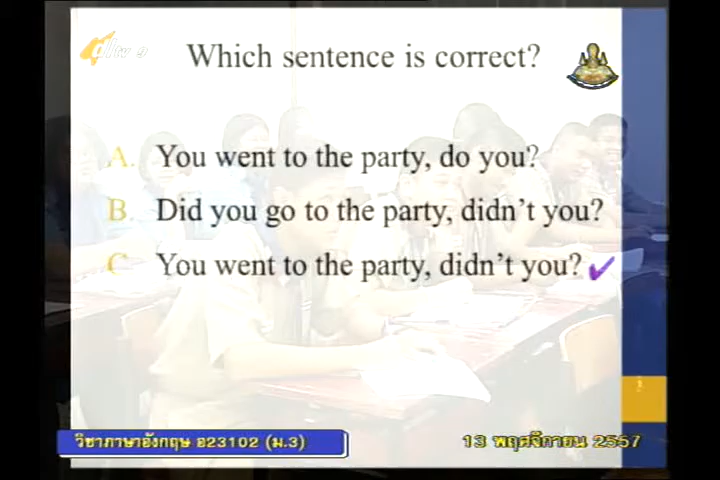 Which sentence is correct?
A. You went to the party, do you?
B. Did you go to the party, didn't you?
C. You went to the party, didn't you?
วิชาภาษาอังกฤษ อ23102 (ม.3)
13 พฤศจิกายน 2557